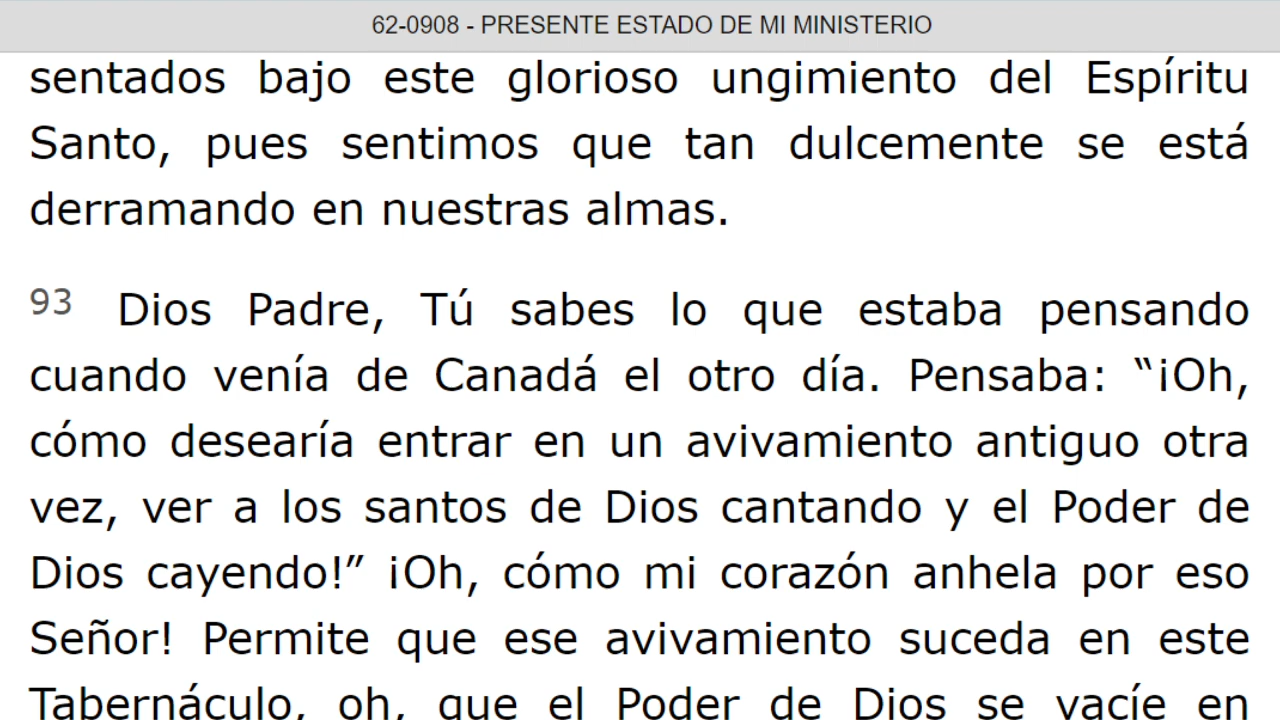 62-0908 - PRESENTE ESTADO DE MI MINISTERIO
sentados bajo este glorioso ungimiento del Espíritu
Santo, pues sentimos que tan dulcemente se está
derramando en nuestras almas.
93 Dios Padre, Tú sabes lo que estaba pensando
cuando venía de Canadá el otro día. Pensaba: “¡Oh,
cómo desearía entrar en un avivamiento antiguo otra
vez, ver a los santos de Dios cantando y el Poder de
Dios cayendo!” ¡Oh, cómo mi corazón anhela por eso
Señor! Permite que ese avivamiento suceda en este
Tabernáculo, oh, que el Poder de Dios se vacíe en